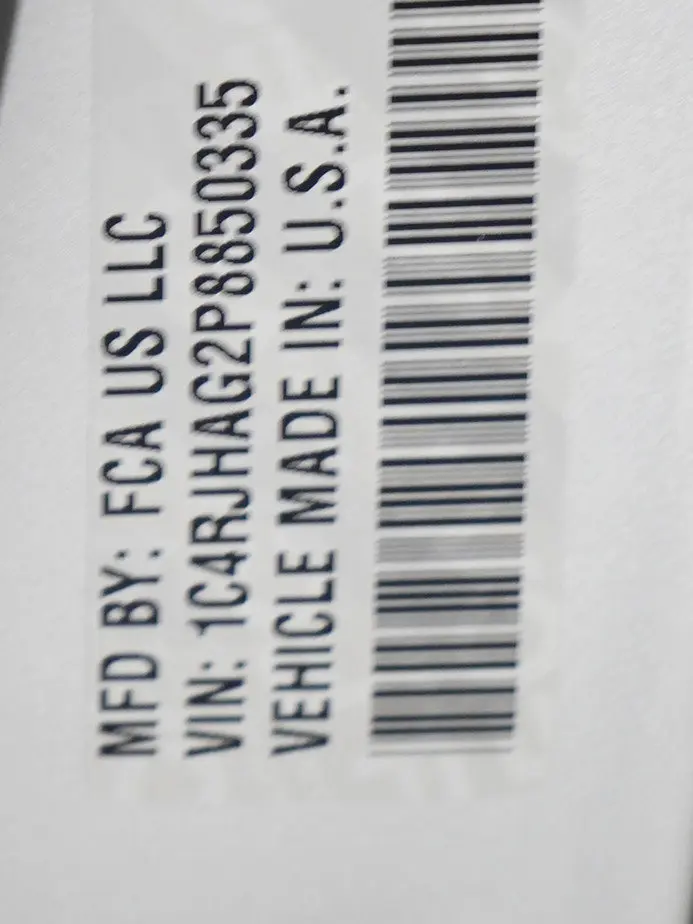 MFD BY: FCA US LLC
VIN: 1C4RJHAG2P8850335
VEHICLE MADE IN: U.S.A.